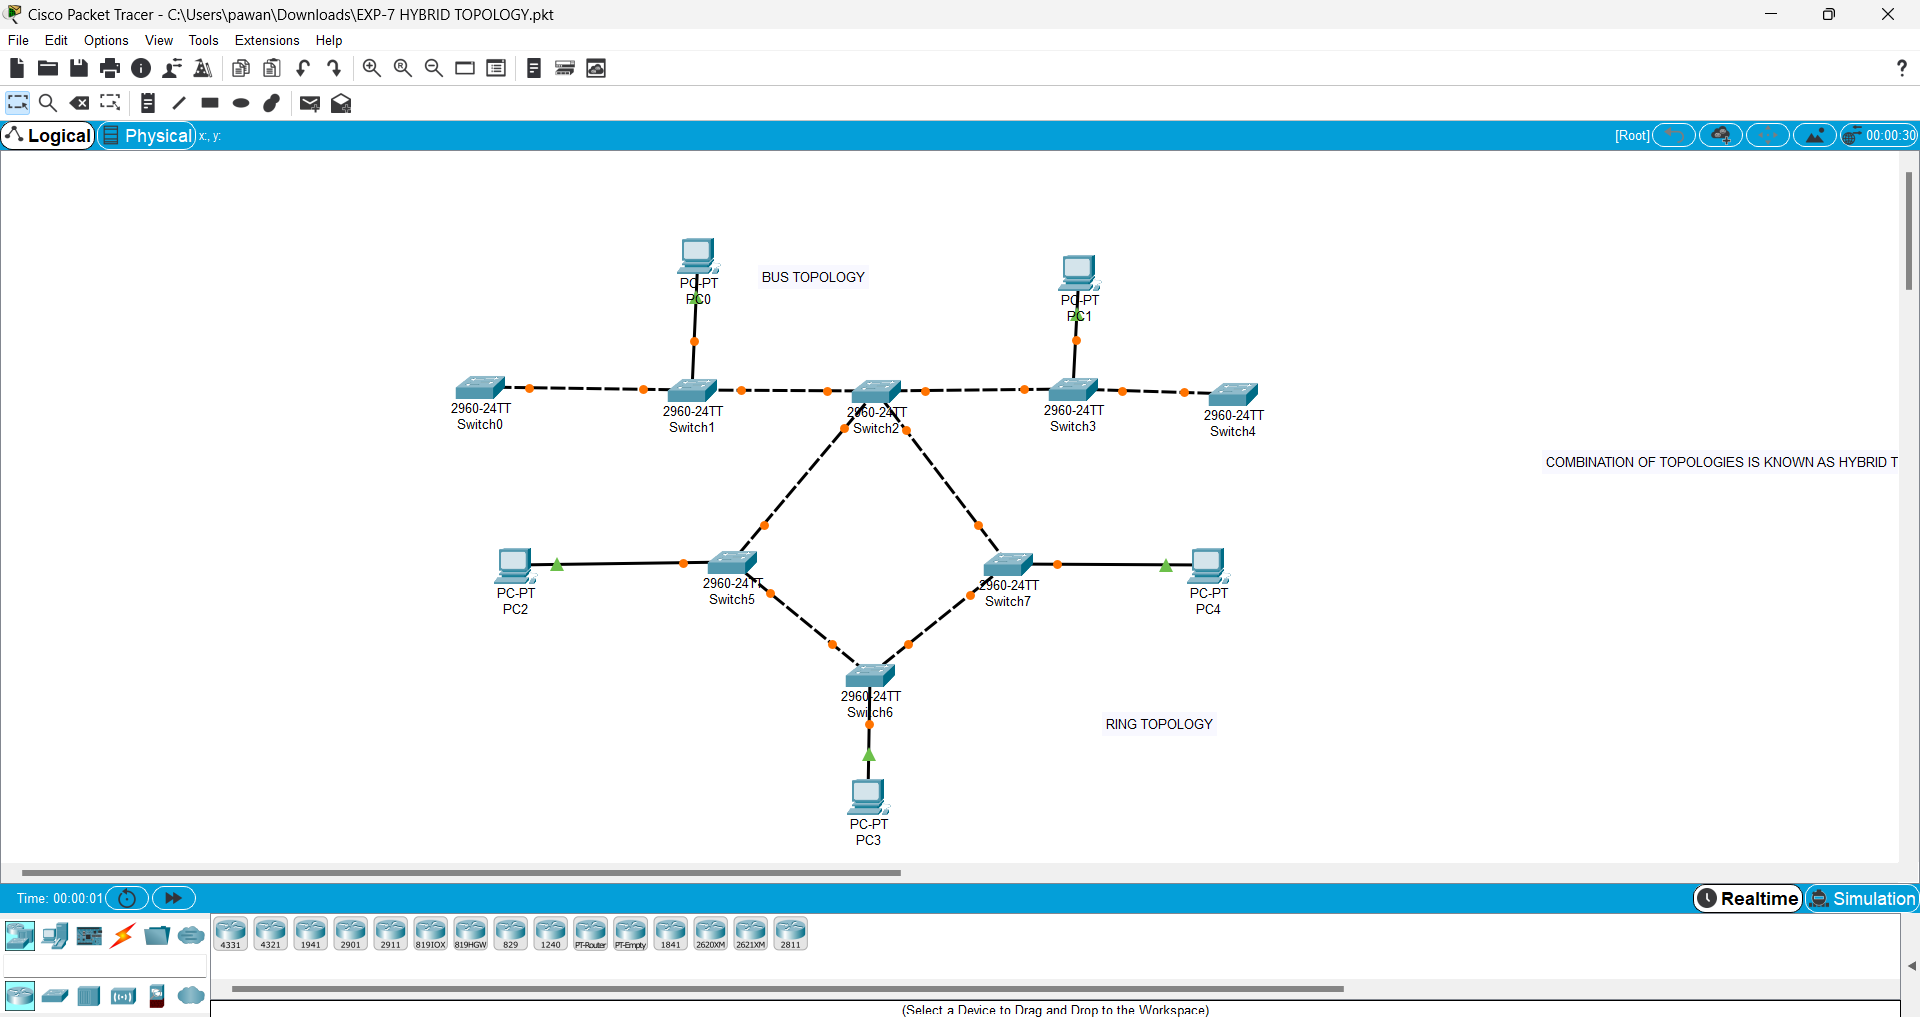 Cisco Packet Tracer - C:\Users\pawan\Downloads\EXP-7 HYBRID TOPOLOGY.pkt
File Edit Options View Tools Extensions Help
?
Logical Physical x:, y: [Root] 00:00:30
PC-PT
PC0
BUS TOPOLOGY
PC-PT
PC1
2960-24TT
Switch0
2960-24TT
Switch1
2960-24TT
Switch2
2960-24TT
Switch3
2960-24TT
Switch4
COMBINATION OF TOPOLOGIES IS KNOWN AS HYBRID T
PC-PT
PC2
2960-24TT
Switch5
2960-24TT
Switch7
PC-PT
PC4
2960-24TT
Switch6
RING TOPOLOGY
PC-PT
PC3
Time: 00:00:01 Realtime Simulation
4331 4321 1941 2901 2911 819IOX 819HGW 829 1240 PT-Router PT-Empty 1841 2620XM 2621XM 2811
(Select a Device to Drag and Drop to the Workspace)